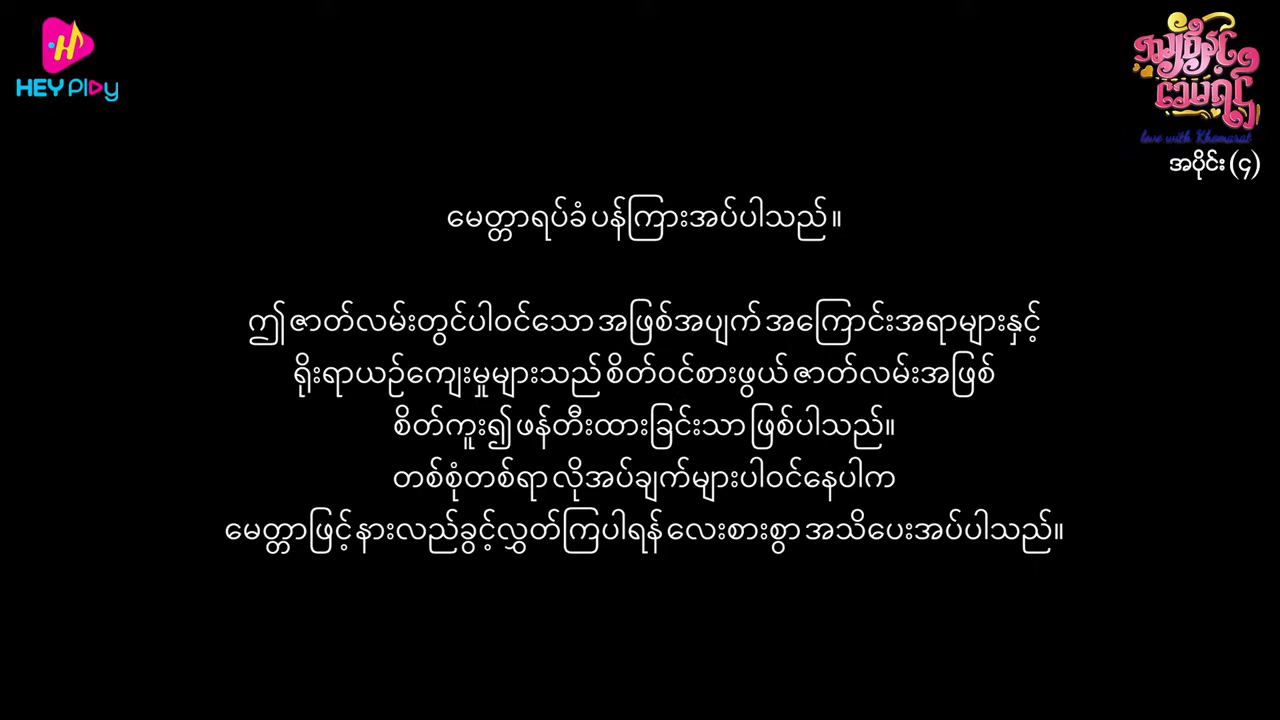 HEY Play
love with Khemarat
အပိုင်း (၄)
မေတ္တာရပ်ခံ ပန်ကြားအပ်ပါသည် ။
ဤ ဇာတ်လမ်းတွင်ပါဝင်သော အဖြစ်အပျက် အကြောင်းအရာများနှင့်
ရိုးရာယဉ်ကျေးမှုများသည် စိတ်ဝင်စားဖွယ် ဇာတ်လမ်းအဖြစ်
စိတ်ကူး၍ ဖန်တီးထားခြင်းသာ ဖြစ်ပါသည်။
တစ်စုံတစ်ရာ လိုအပ်ချက်များပါဝင်နေပါက
မေတ္တာဖြင့် နားလည်ခွင့်လွှတ်ကြပါရန် လေးစားစွာ အသိပေးအပ်ပါသည်။